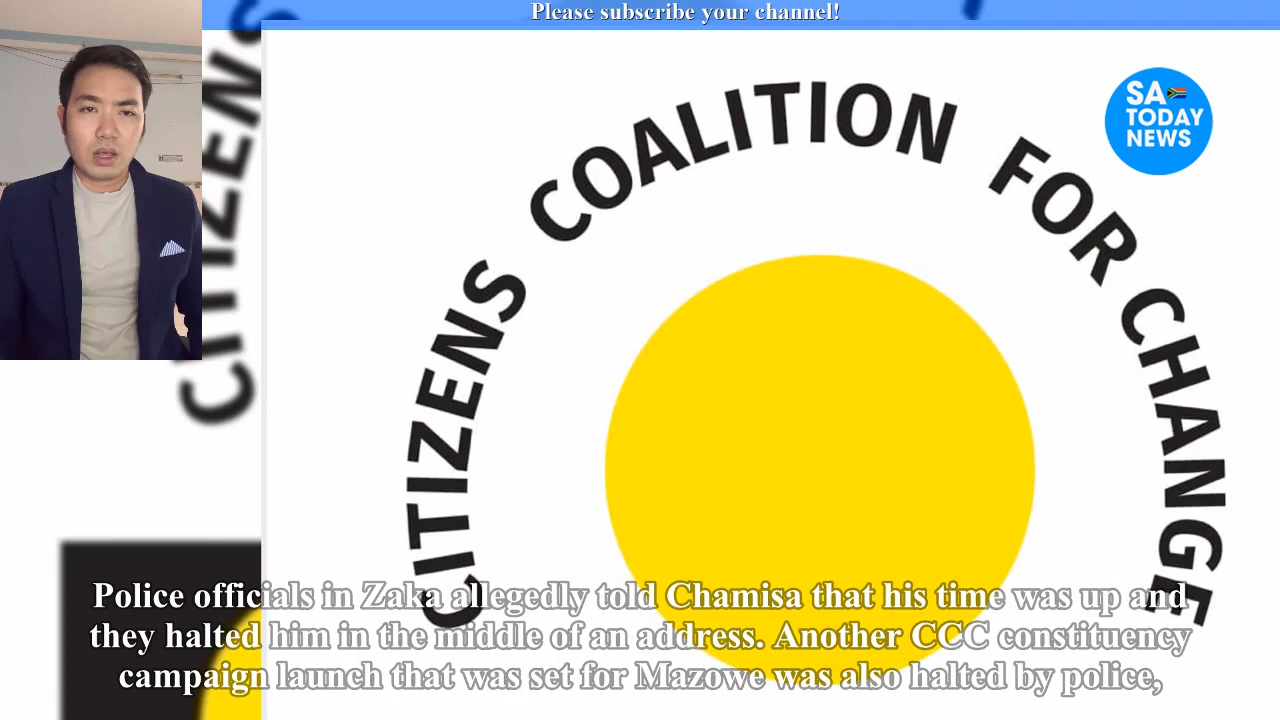 Please subscribe your channel!
SA
TODAY
NEWS
CITIZENS COALITION FOR CHANGE
CITIZENS
Police officials in Zaka allegedly told Chamisa that his time was up and
they halted him in the middle of an address. Another CCC constituency
campaign launch that was set for Mazowe was also halted by police,